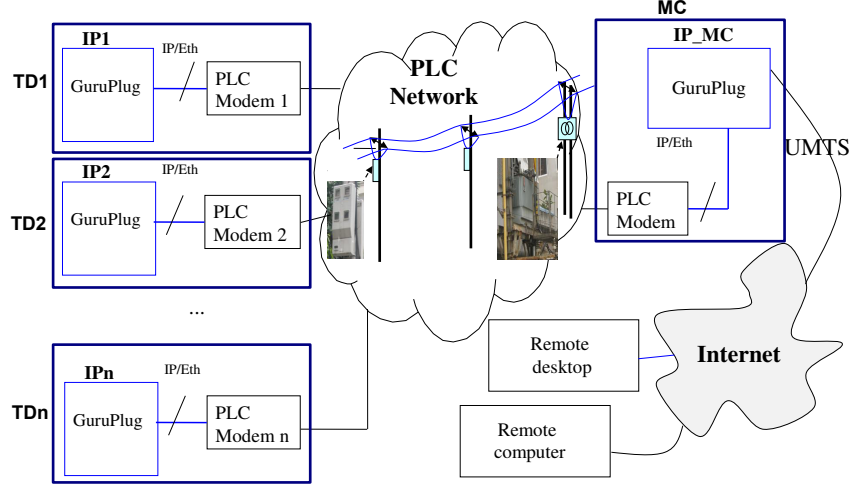 MC
IP1
IP/Eth
TD1
GuruPlug
PLC
Modem 1
PLC
Network
IP_MC
GuruPlug
IP/Eth
UMTS
PLC
Modem
IP2
IP/Eth
TD2
GuruPlug
PLC
Modem 2
...
IPn
IP/Eth
TDn
GuruPlug
PLC
Modem n
Remote
desktop
Internet
Remote
computer